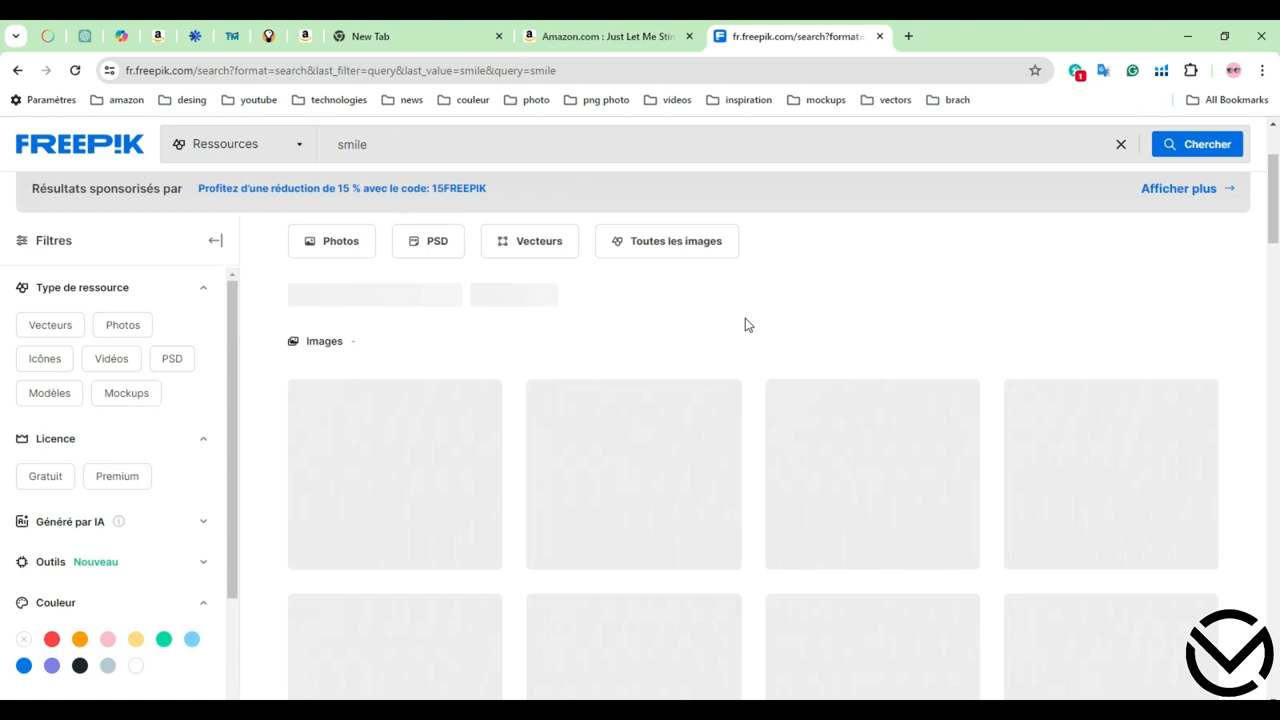 New Tab
Amazon.com : Just Let Me Stim
fr.freepik.com/search?format=
fr.freepik.com/search?format=search&last_filter=query&last_value=smile&query=smile
1
Paramètres amazon desing youtube technologies news couleur photo png photo videos inspiration mockups vectors brach All Bookmarks
FREEP!K Ressources smile Chercher
Résultats sponsorisés par Profitez d'une réduction de 15 % avec le code: 15FREEPIK Afficher plus →
Filtres
Photos PSD Vecteurs Toutes les images
Type de ressource
Vecteurs Photos
Images
Icônes Vidéos PSD
Modèles Mockups
Licence
Gratuit Premium
Généré par IA
Outils Nouveau
Couleur